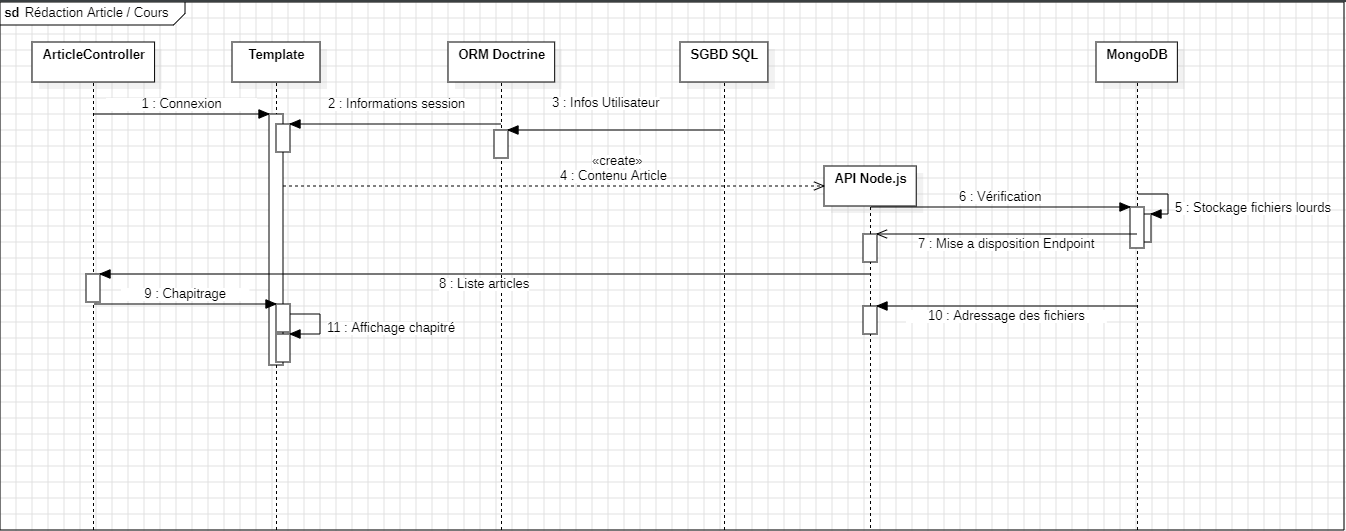 sd Rédaction Article / Cours
ArticleController
Template
ORM Doctrine
SGBD SQL
MongoDB
1 : Connexion
2 : Informations session
3 : Infos Utilisateur
«create»
4 : Contenu Article
API Node.js
6 : Vérification
5 : Stockage fichiers lourds
7 : Mise a disposition Endpoint
8 : Liste articles
9 : Chapitrage
10 : Adressage des fichiers
11 : Affichage chapitré